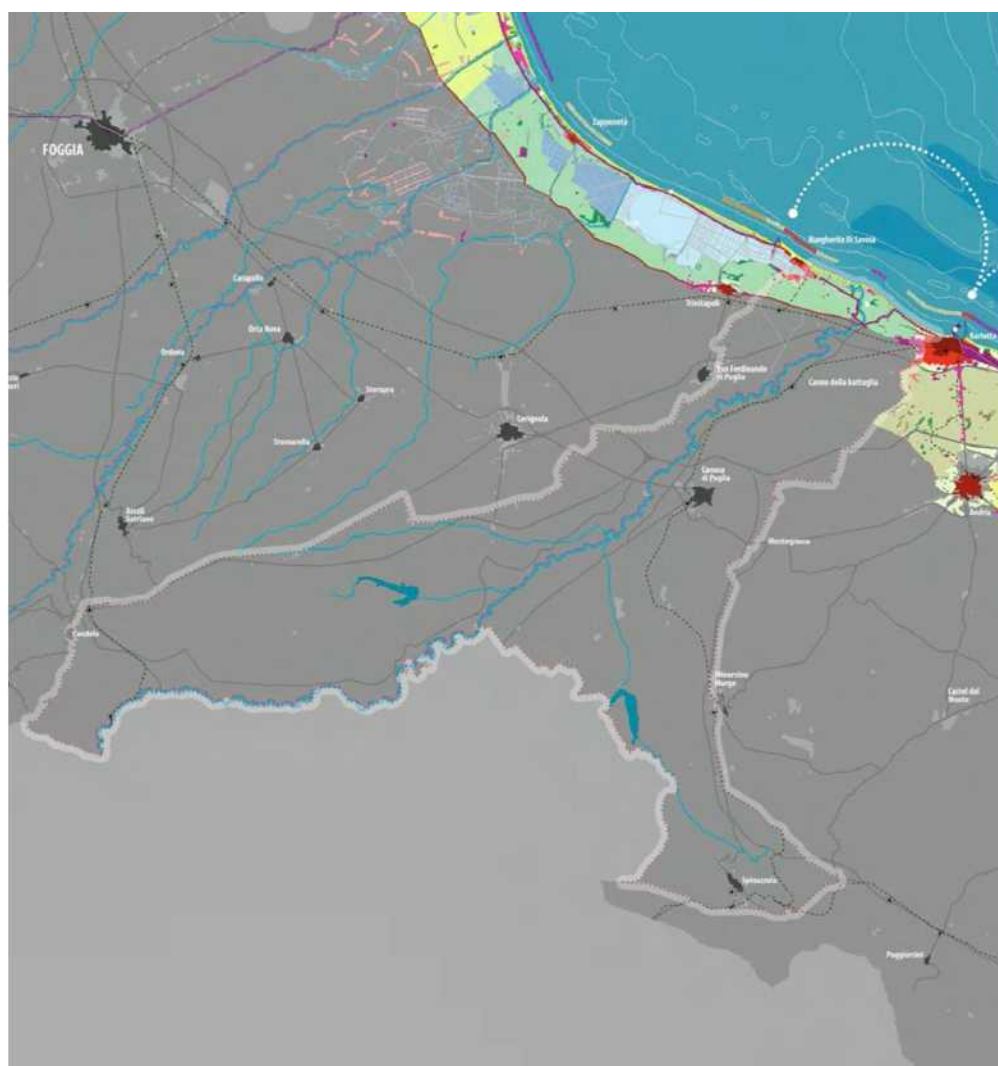 Zapponeta
FOGGIA
Margherita di Savoia
Carapelle
Trinitapoli
Orta Nova
Barletta
Ordona
San Ferdinando
di Puglia
Canne della battaglia
Stornara
Cerignola
Stornarella
Canosa
di Puglia
Andria
Ascoli
Satriano
Montegrosso
Candela
Minervino
Murge
Castel del
Monte
Spinazzola
Poggiorsini